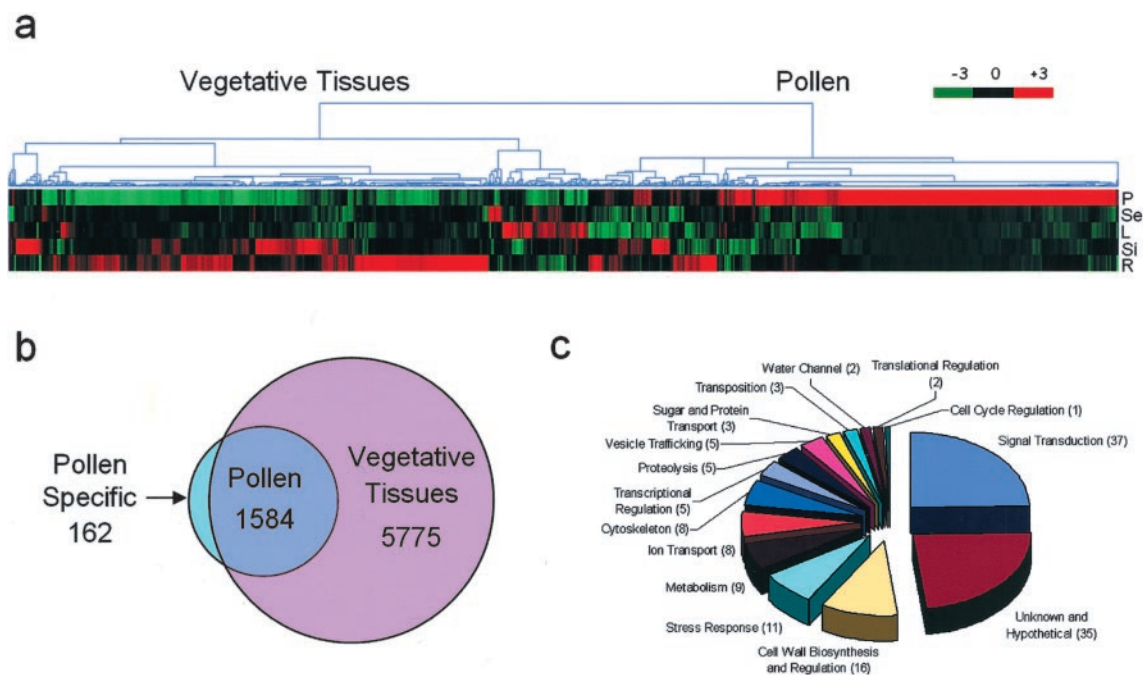 a
Vegetative Tissues
Pollen
-3 0 +3
P
Se
L
Si
R
b
Pollen
Specific
162
Pollen
1584
Vegetative
Tissues
5775
c
Water Channel (2)
Translational Regulation
(2)
Transposition (3)
Cell Cycle Regulation (1)
Sugar and Protein
Transport (3)
Signal Transduction (37)
Vesicle Trafficking (5)
Proteolysis (5)
Transcriptional
Regulation (5)
Cytoskeleton (8)
Ion Transport (8)
Metabolism (9)
Stress Response (11)
Cell Wall Biosynthesis
and Regulation (16)
Unknown and
Hypothetical (35)